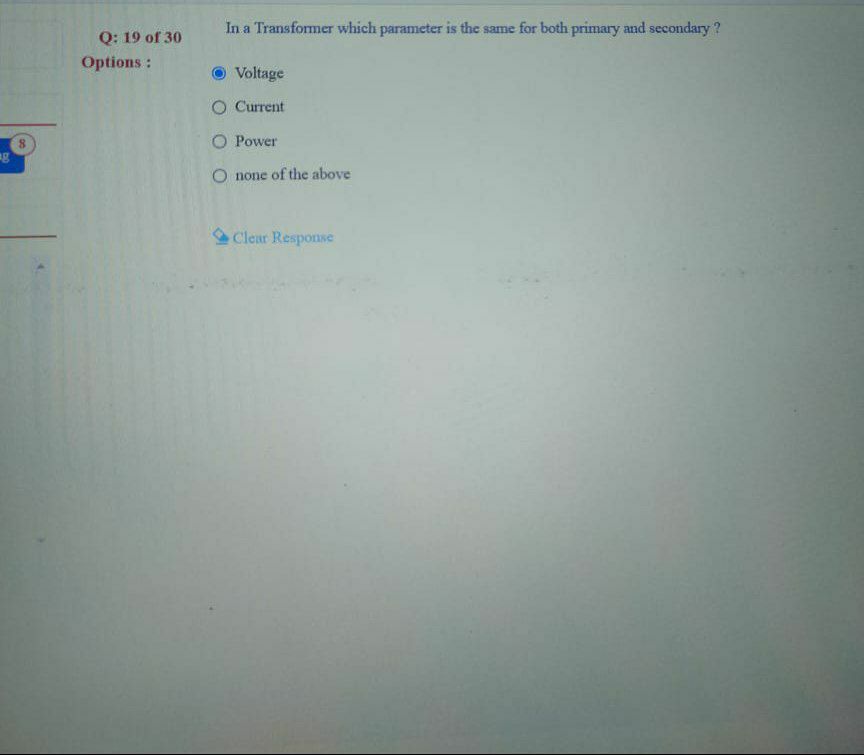 Q: 19 of 30
In a Transformer which parameter is the same for both primary and secondary ?
Options :
Voltage
Current
8
g
Power
none of the above
Clear Response